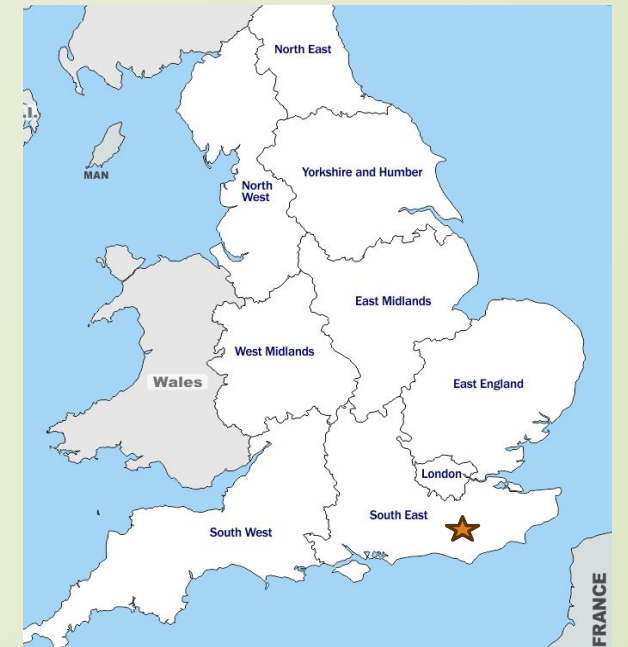 North East
.I.
MAN
Yorkshire and Humber
North
West
East Midlands
West Midlands
Wales
East England
London
South East
South West
FRANCE